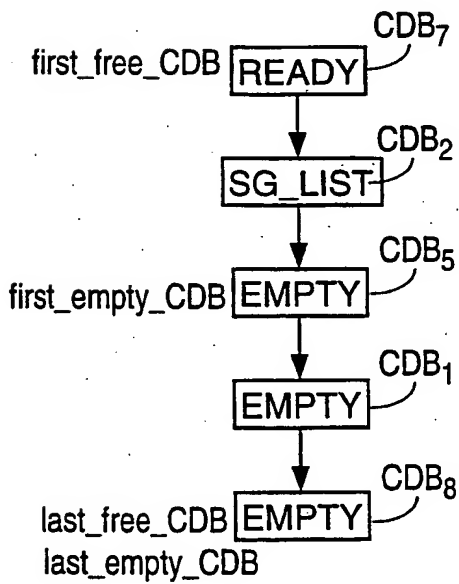 CDB7
first_free_CDB READY
CDB2
SG_LIST
CDB5
first_empty_CDB EMPTY
CDB1
EMPTY
CDB8
last_free_CDB EMPTY
last_empty_CDB